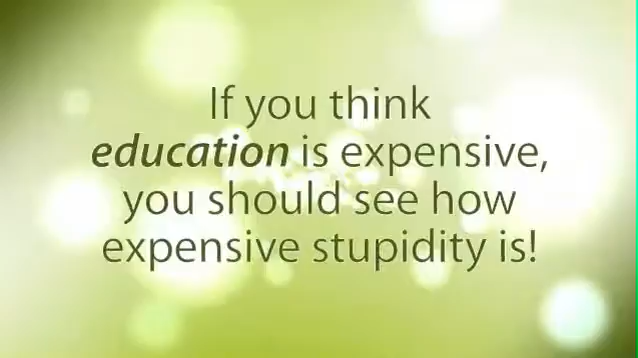 If you think
education is expensive,
you should see how
expensive stupidity is!